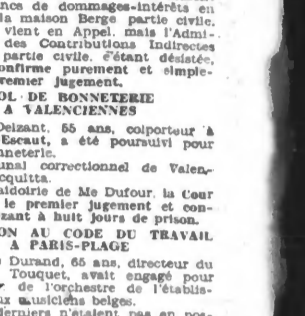 nce de dommages-intérêts en
la maison Berge partie civile.
vient en Appel, mais l'Admi-
des Contributions Indirectes
partie civile, s'étant désistée,
onfirme purement et simple-
remier jugement.
OL DE BONNETERIE
A VALENCIENNES
Delzant, 55 ans, colporteur à
Escaut, a été poursuivi pour
nneterie.
unal correctionnel de Valen-
cquitta.
aidoirie de Me Dufour, la Cour
le premier jugement et con-
zant à huit jours de prison.
ON AU CODE DU TRAVAIL
A PARIS-PLAGE
Durand, 65 ans, directeur du
Touquet, avait engagé pour
r de l'orchestre de l'établis-
ux musiciens belges.
derniers n'étaient pas en pos-